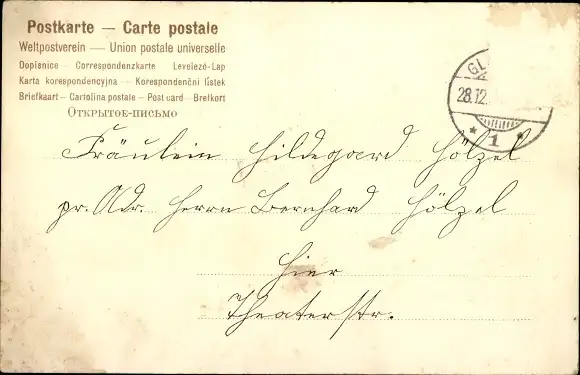 Postkarte — Carte postale
Weltpostverein — Union postale universelle
Dopisnice — Correspondenzkarte Levelező-Lap
Karta korespondencyjna — Korespondenční lístek
Briefkaart — Cartolina postale — Post card — Brefkort
Открытое-письмо
GL
28.12.
* 1 *
Fräulein Hildegard Hölzel
pr. Adr. Herrn Bernhard Hölzel
Hier
Theaterstr.